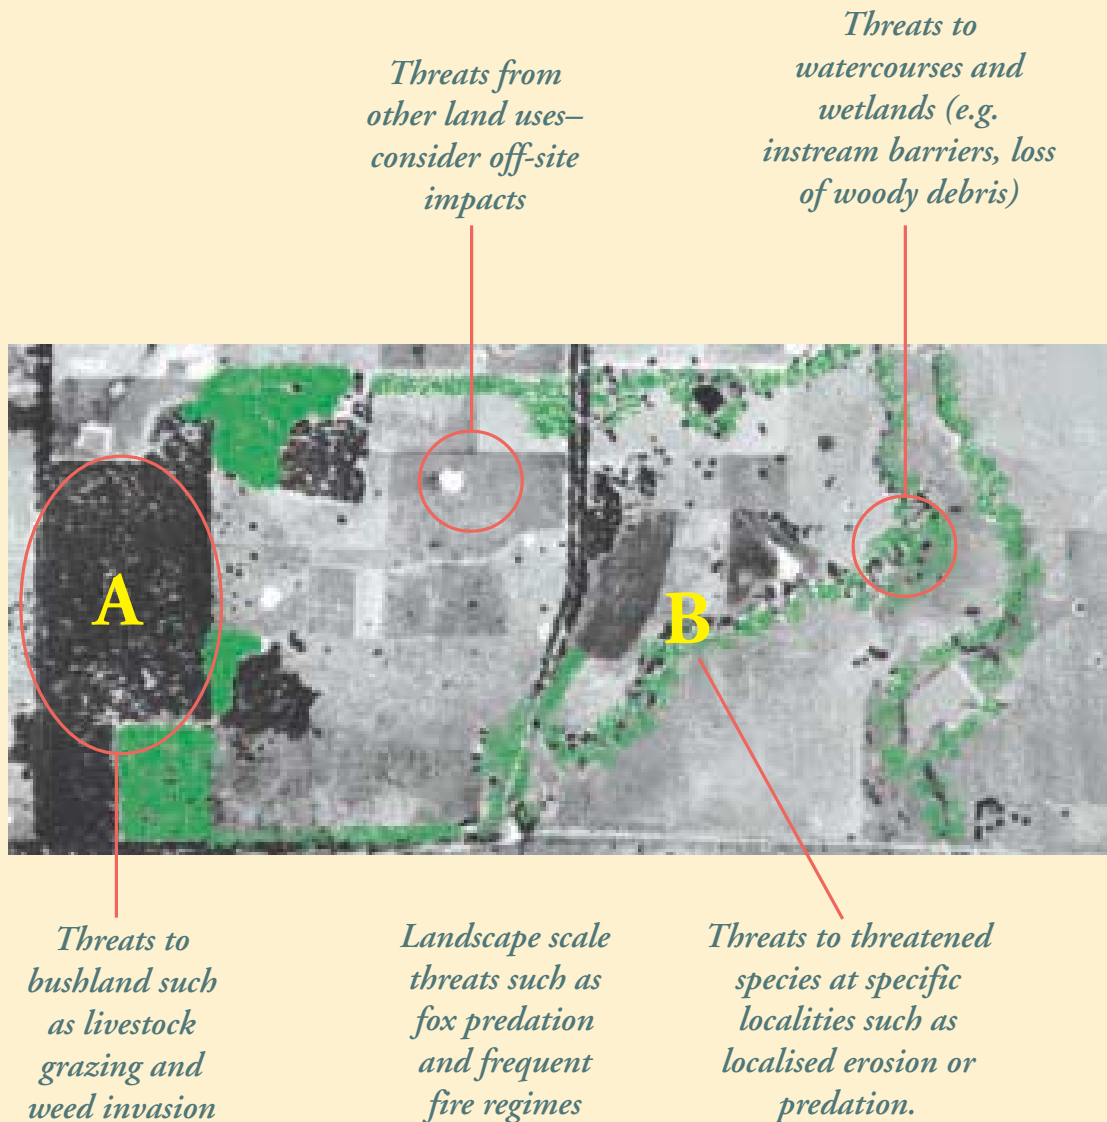 Threats from
other land uses–
consider off-site
impacts
Threats to
watercourses and
wetlands (e.g.
instream barriers, loss
of woody debris)
A
B
Threats to
bushland such
as livestock
grazing and
weed invasion
Landscape scale
threats such as
fox predation
and frequent
fire regimes
Threats to threatened
species at specific
localities such as
localised erosion or
predation.